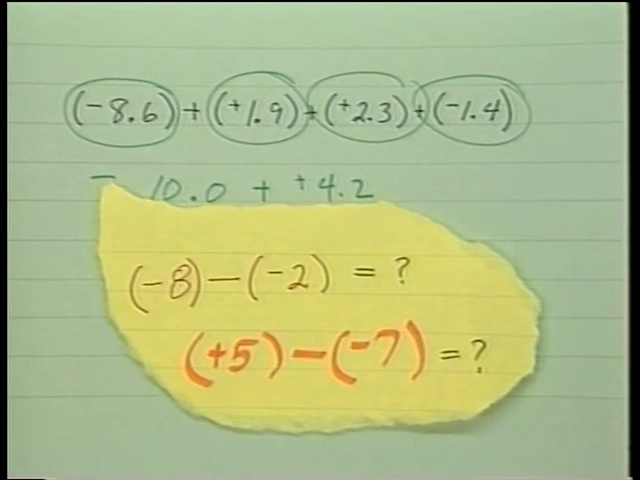 (-8.6) + (+1.9) + (+2.3) + (-1.4)
- 10.0 + +4.2
(-8) - (-2) = ?
(+5) - (-7) = ?